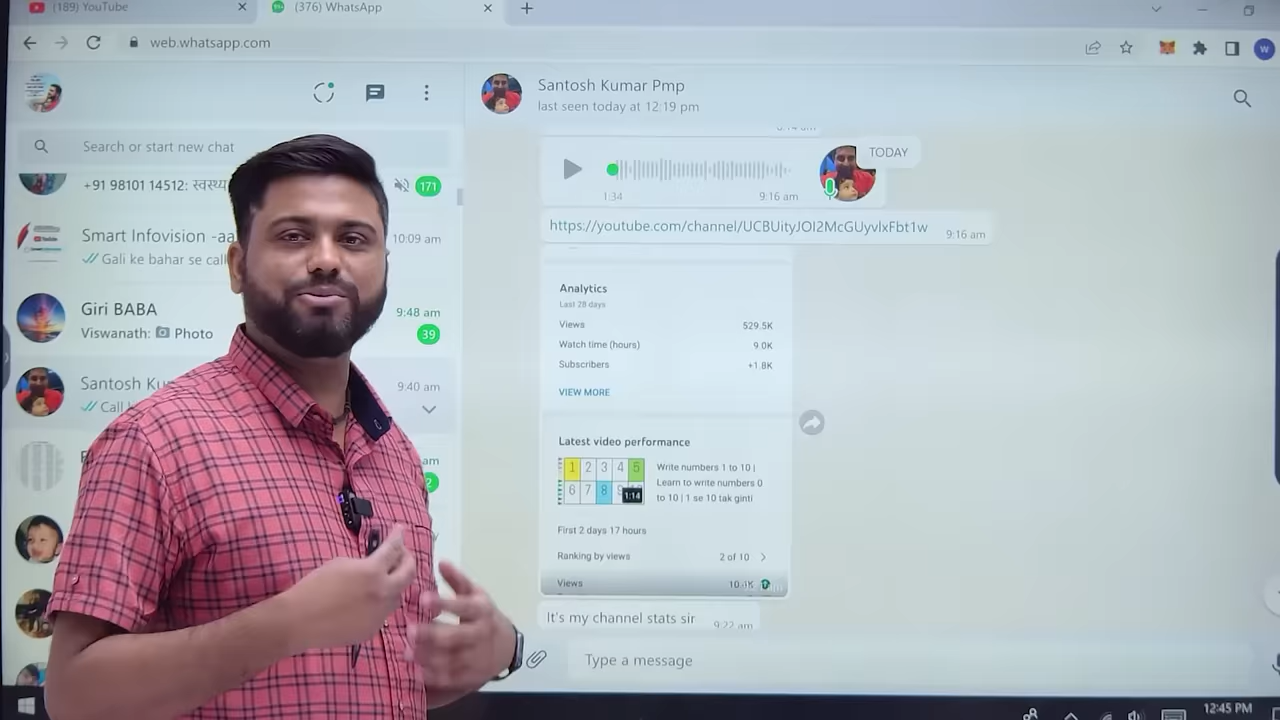 (189) YouTube
(376) WhatsApp
web.whatsapp.com
w
Santosh Kumar Pmp
last seen today at 12:19 pm
Search or start new chat
TODAY
+91 98101 14512: स्वस्थ्य
171
1:34
9:16 am
Smart Infovision -aa
10:09 am
Gali ke bahar se call
https://youtube.com/channel/UCBUityJOI2McGUyvlxFbt1w
9:16 am
Giri BABA
9:48 am
Viswanath: Photo
39
Analytics
Last 28 days
Views 529.5K
Watch time (hours) 9.0K
Subscribers +1.8K
VIEW MORE
Santosh Ku
9:40 am
Call
Latest video performance
1 2 3 4 5
6 7 8 9
1:14
Write numbers 1 to 10 |
Learn to write numbers 0
to 10 | 1 se 10 tak ginti
am
2
First 2 days 17 hours
Ranking by views 2 of 10
Views 10.1K
It's my channel stats sir
9:22 am
Type a message
12:45 PM